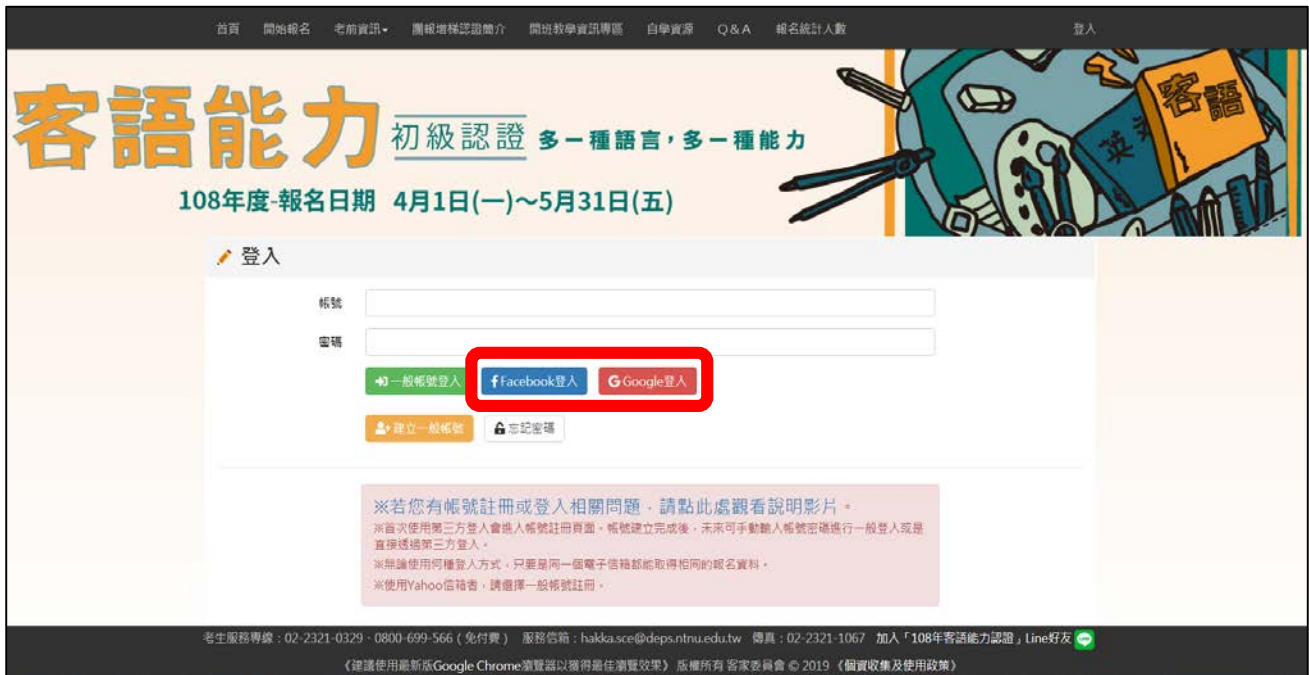 首頁 開始報名 考前資訊 團報增梯認證簡介 開班教學資訊專區 自學資源 Q&A 報名統計人數 登入
客語能力 初級認證 多一種語言,多一種能力
客語
108年度-報名日期 4月1日(一)~5月31日(五)
登入
帳號
密碼
一般帳號登入 Facebook登入 Google登入
建立一般帳號 忘記密碼
※若您有帳號註冊或登入相關問題,請點此處觀看說明影片。
※首次使用第三方登入會進入帳號註冊頁面,帳號建立完成後,未來可手動輸入帳號密碼進行一般登入或是
直接透過第三方登入。
※無論使用何種登入方式,只要是同一個電子信箱都能取得相同的報名資料。
※使用Yahoo信箱者,請選擇一般帳號註冊。
考生服務專線:02-2321-0329、0800-699-566(免付費) 服務信箱:hakka.sce@deps.ntnu.edu.tw 傳真:02-2321-1067 加入「108年客語能力認證」Line好友
《建議使用最新版Google Chrome瀏覽器以獲得最佳瀏覽效果》 版權所有 客家委員會 © 2019 《個資收集及使用政策》